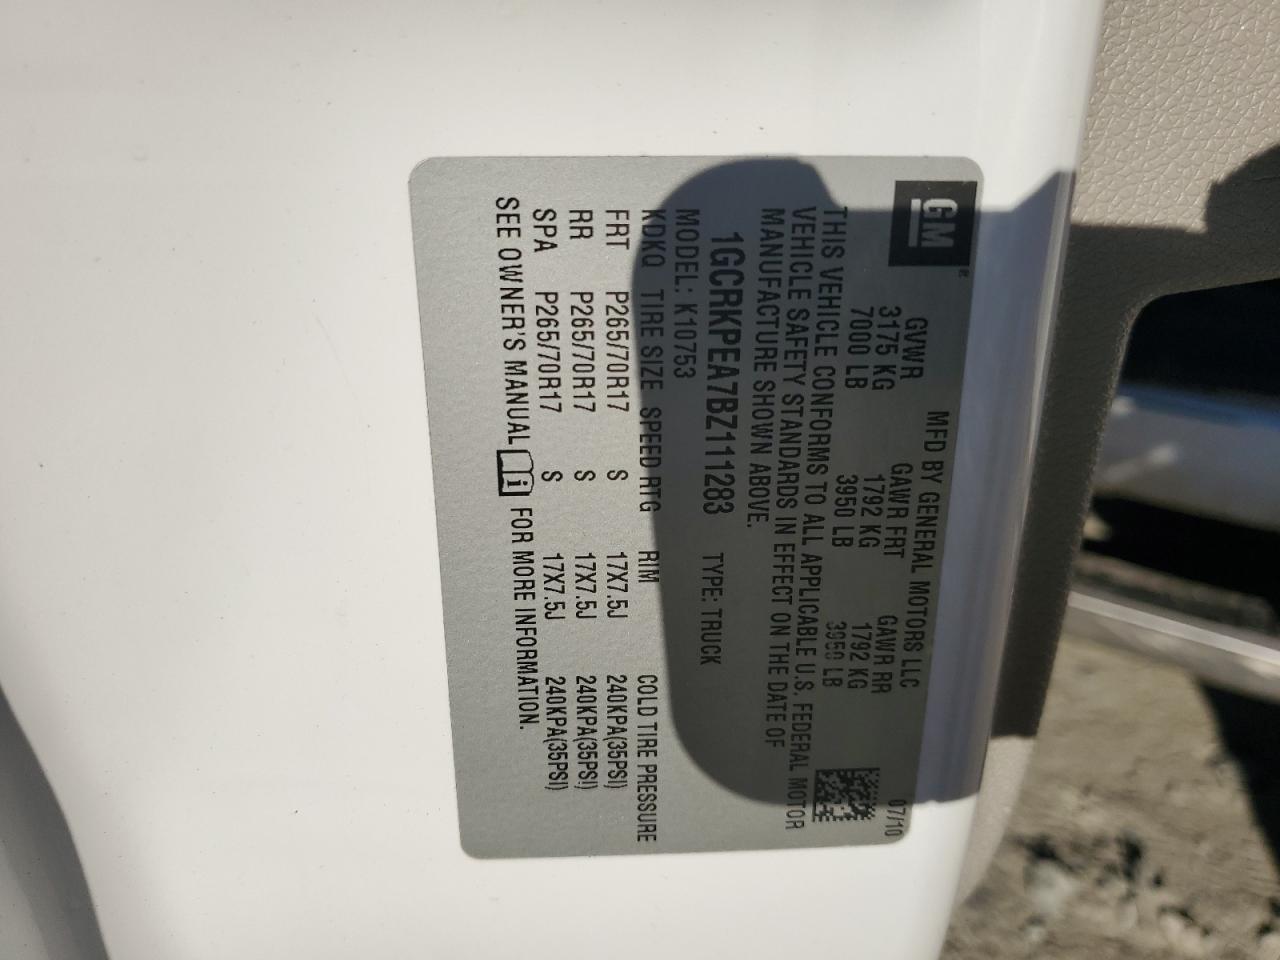 GM
MFD BY GENERAL MOTORS LLC 07/10
GVWR GAWR FRT GAWR RR
3175 KG 1792 KG 1792 KG
7000 LB 3950 LB 3950 LB
THIS VEHICLE CONFORMS TO ALL APPLICABLE U.S. FEDERAL MOTOR
VEHICLE SAFETY STANDARDS IN EFFECT ON THE DATE OF
MANUFACTURE SHOWN ABOVE.
1GCRKPEA7BZ111283 TYPE: TRUCK
MODEL: K10753
KDKQ TIRE SIZE SPEED RTG RIM COLD TIRE PRESSURE
FRT P265/70R17 S 17X7.5J 240KPA(35PSI)
RR P265/70R17 S 17X7.5J 240KPA(35PSI)
SPA P265/70R17 S 17X7.5J 240KPA(35PSI)
SEE OWNER'S MANUAL i FOR MORE INFORMATION.